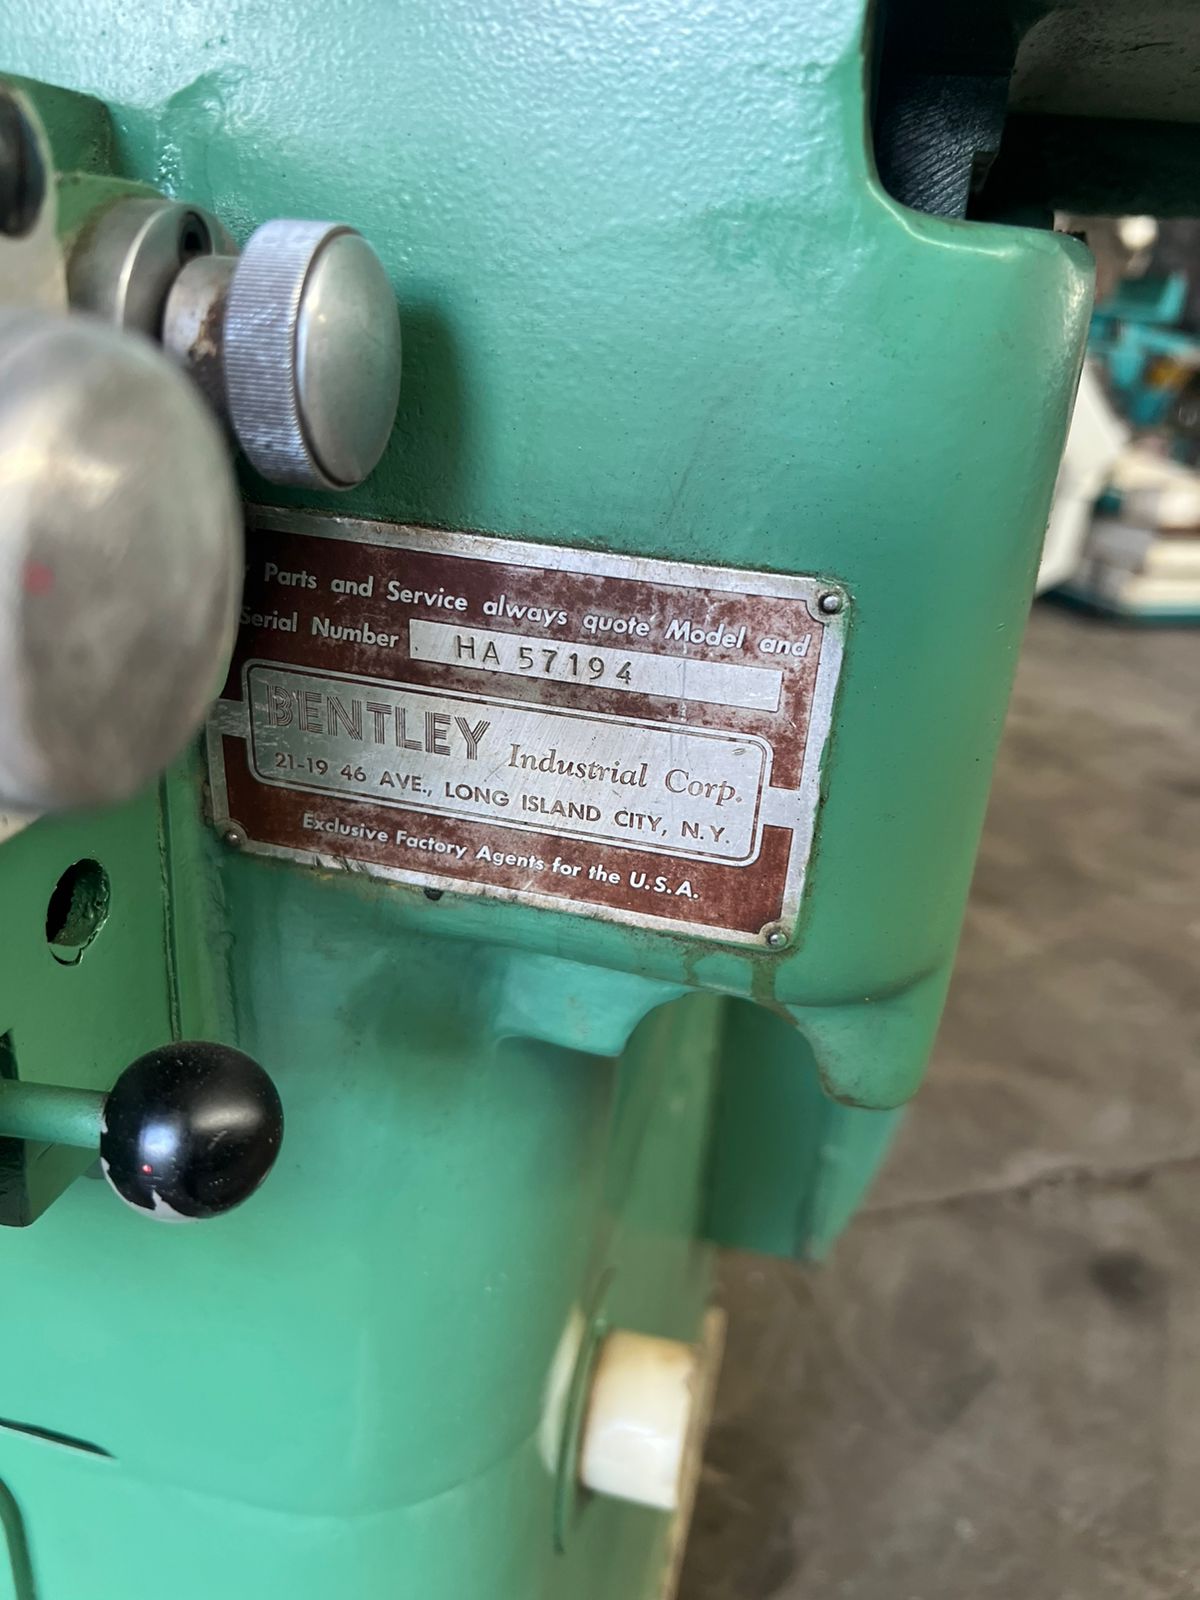 Parts and Service always quote Model and
Serial Number HA 57194
BENTLEY Industrial Corp.
21-19 46 AVE., LONG ISLAND CITY, N.Y.
Exclusive Factory Agents for the U.S.A.